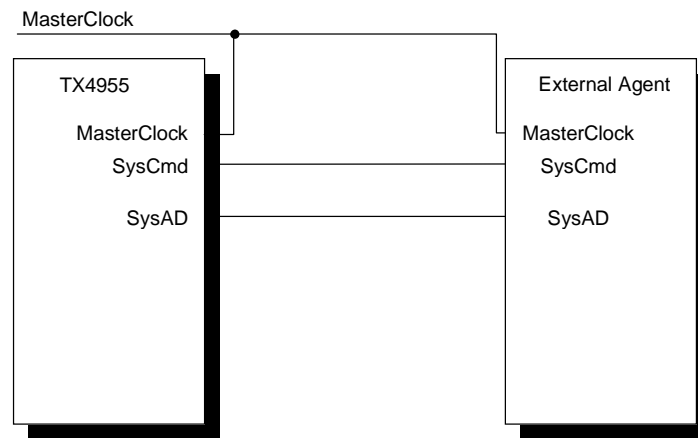 MasterClock
TX4955
External Agent
MasterClock
MasterClock
SysCmd
SysCmd
SysAD
SysAD